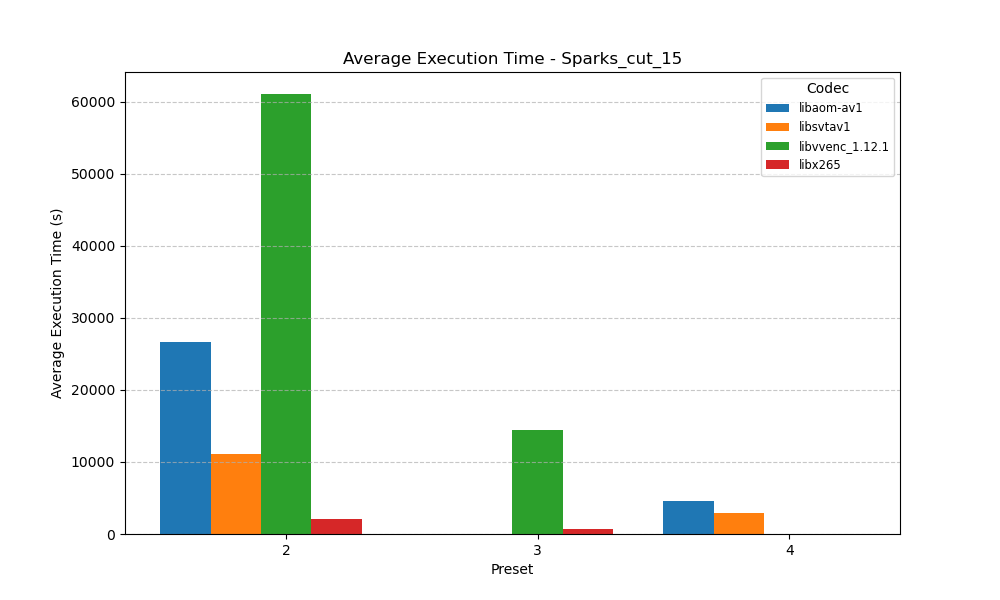 Average Execution Time - Sparks_cut_15
Codec
libaom-av1
libsvtav1
libvvenc_1.12.1
libx265
Average Execution Time (s)
60000
50000
40000
30000
20000
10000
0
2
3
4
Preset